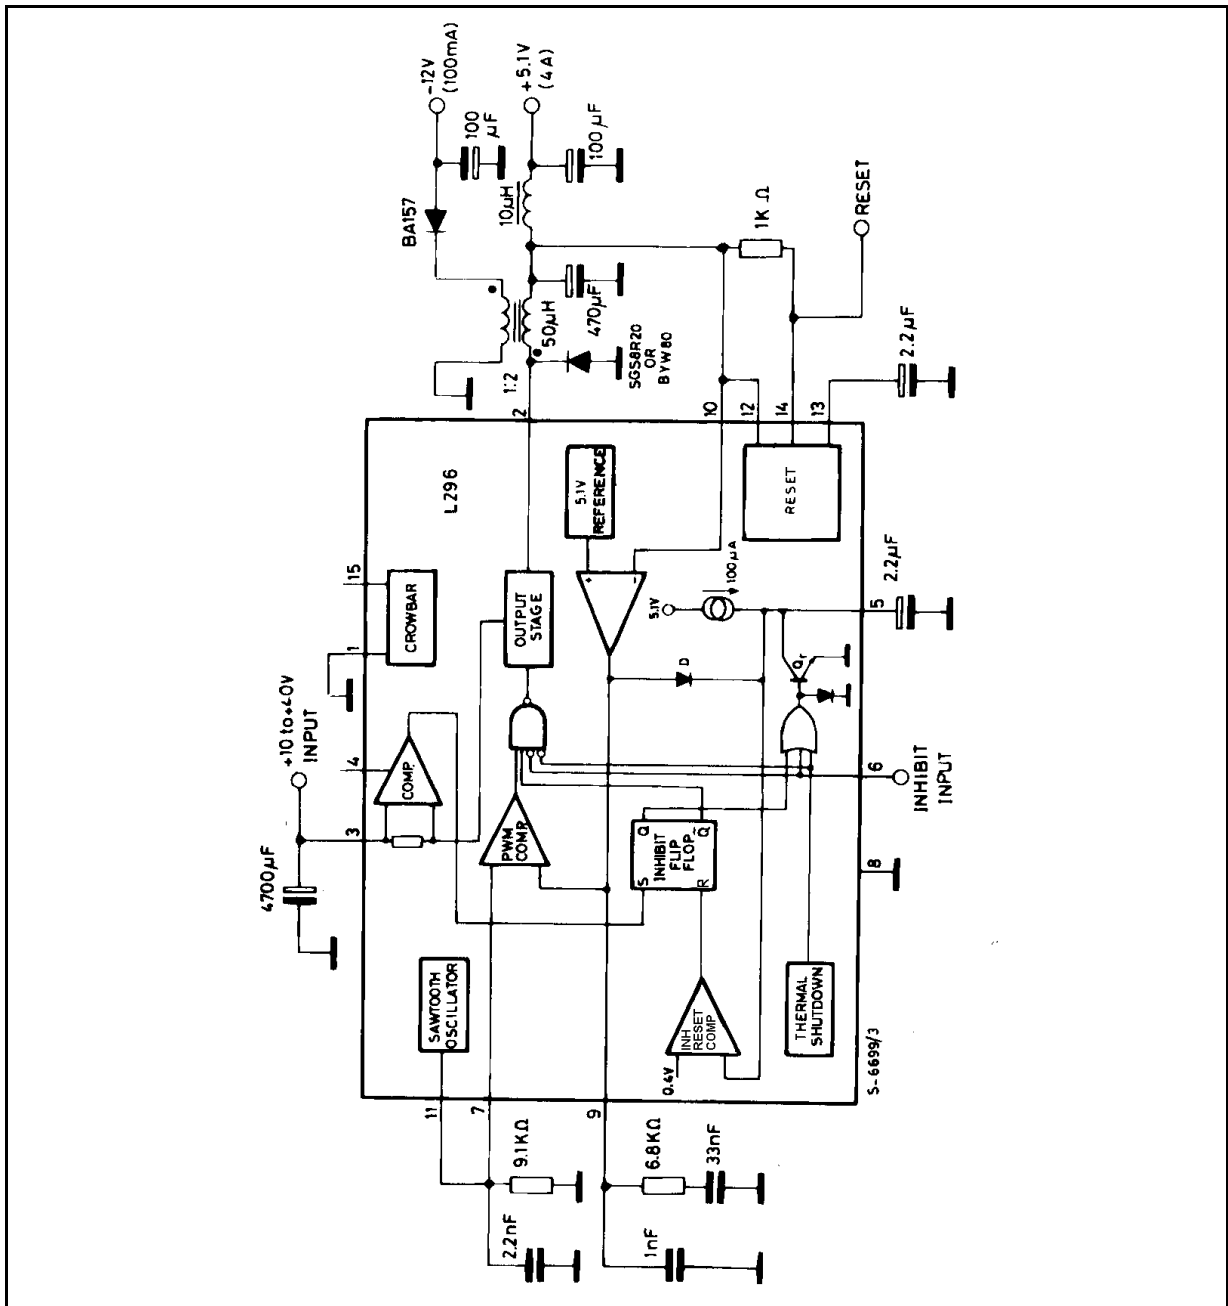 -12V
(100mA)
100
µF
+5.1V
(4A)
100µF
10µH
BA157
50µH
470µF
SGS8R20
OR
BYW80
1:2
1K Ω
RESET
2.2µF
2
10
12
14
13
L296
5.1V
REFERENCE
RESET
15
1
CROWBAR
OUTPUT
STAGE
+
-
5.1V
100µA
5
2.2µF
+10 to +40V
INPUT
4
3
COMP.
4700µF
D
Qr
PWM
COMP.
Q
Q
S
R
INHIBIT
FLIP
FLOP
6
INHIBIT
INPUT
8
SAWTOOTH
OSCILLATOR
INH
RESET
COMP
0.4V
THERMAL
SHUTDOWN
S-6699/3
11
7
9
9.1KΩ
2.2nF
6.8KΩ
33nF
1nF